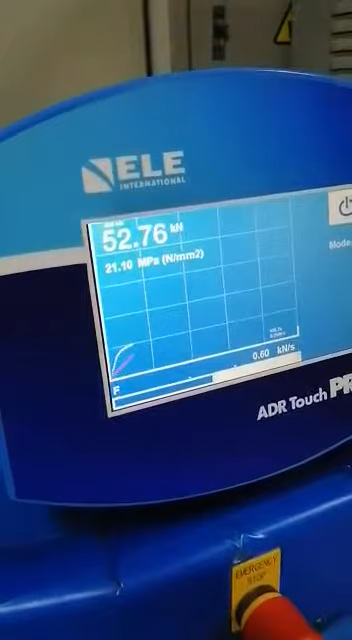 ELE
INTERNATIONAL
52.76 kN
21.10 MPa (N/mm2)
0.60 kN/s
F
Mode
ADR Touch PR
EMERGENCY
STOP